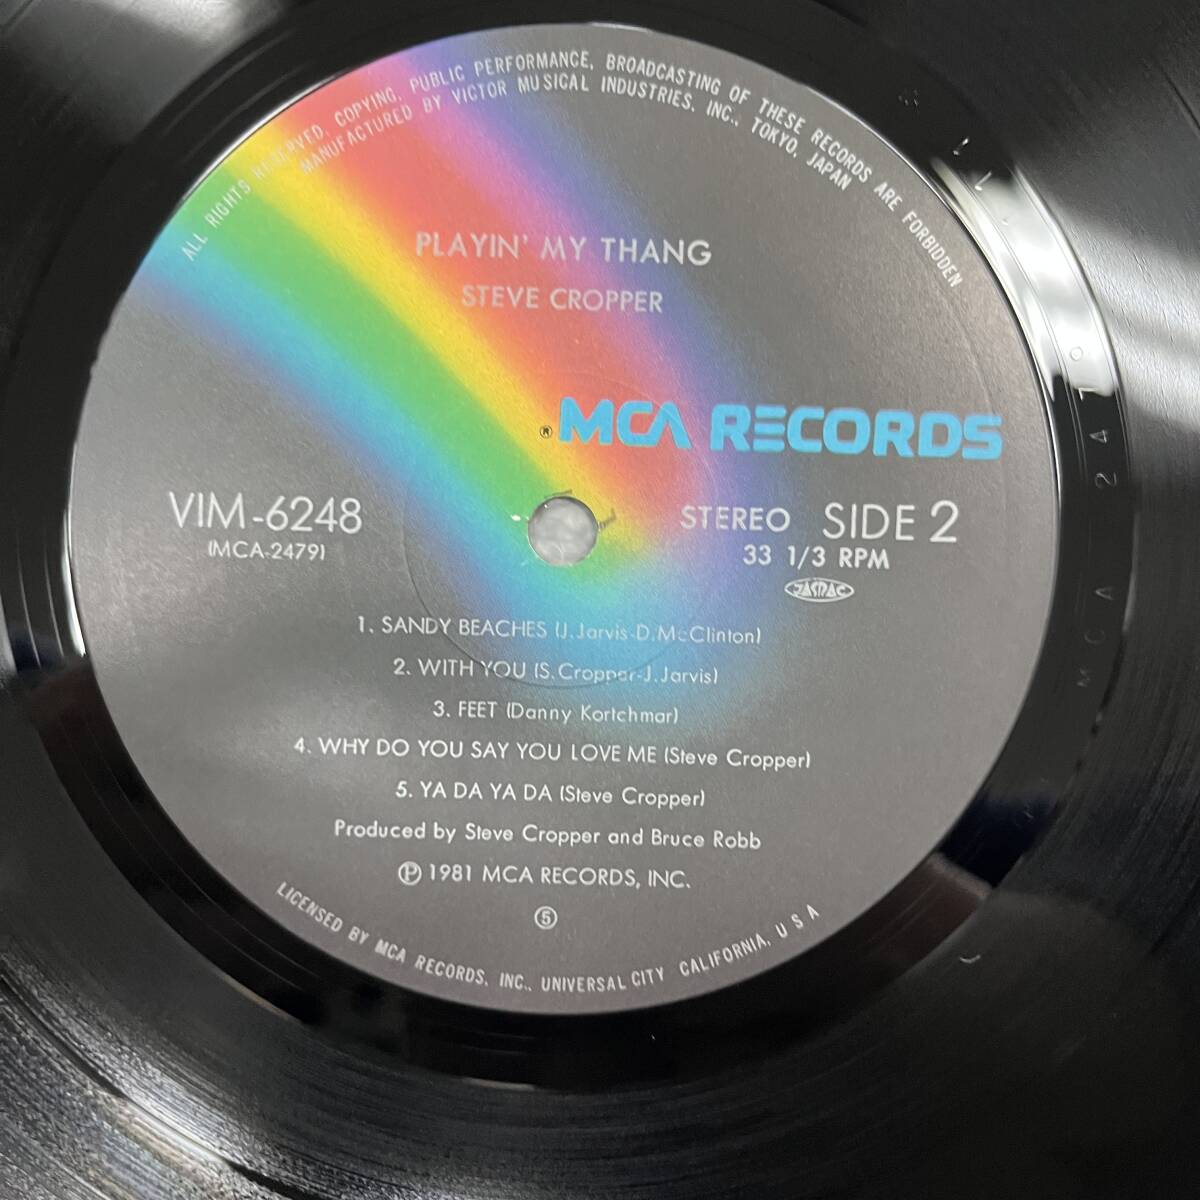 ALL RIGHTS RESERVED. COPYING, PUBLIC PERFORMANCE, BROADCASTING OF THESE RECORDS ARE FORBIDDEN
MANUFACTURED BY VICTOR MUSICAL INDUSTRIES, INC., TOKYO, JAPAN
PLAYIN' MY THANG
STEVE CROPPER
® MCA RECORDS
VIM-6248
(MCA-2479)
STEREO SIDE 2
33 1/3 RPM
JASRAC
1. SANDY BEACHES (J.Jarvis-D.McClinton)
2. WITH YOU (S.Cropper-J.Jarvis)
3. FEET (Danny Kortchmar)
4. WHY DO YOU SAY YOU LOVE ME (Steve Cropper)
5. YA DA YA DA (Steve Cropper)
Produced by Steve Cropper and Bruce Robb
Ⓟ 1981 MCA RECORDS, INC.
⑤
LICENSED BY MCA RECORDS, INC., UNIVERSAL CITY CALIFORNIA, U S A